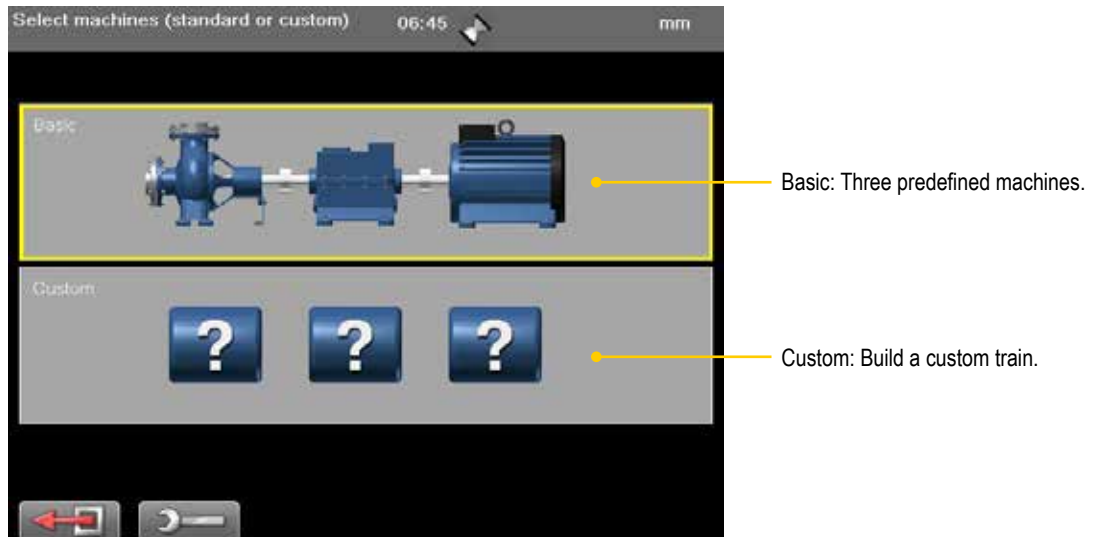 Select machines (standard or custom) 06:45 mm
Basic
Basic: Three predefined machines.
Custom
? ? ?
Custom: Build a custom train.